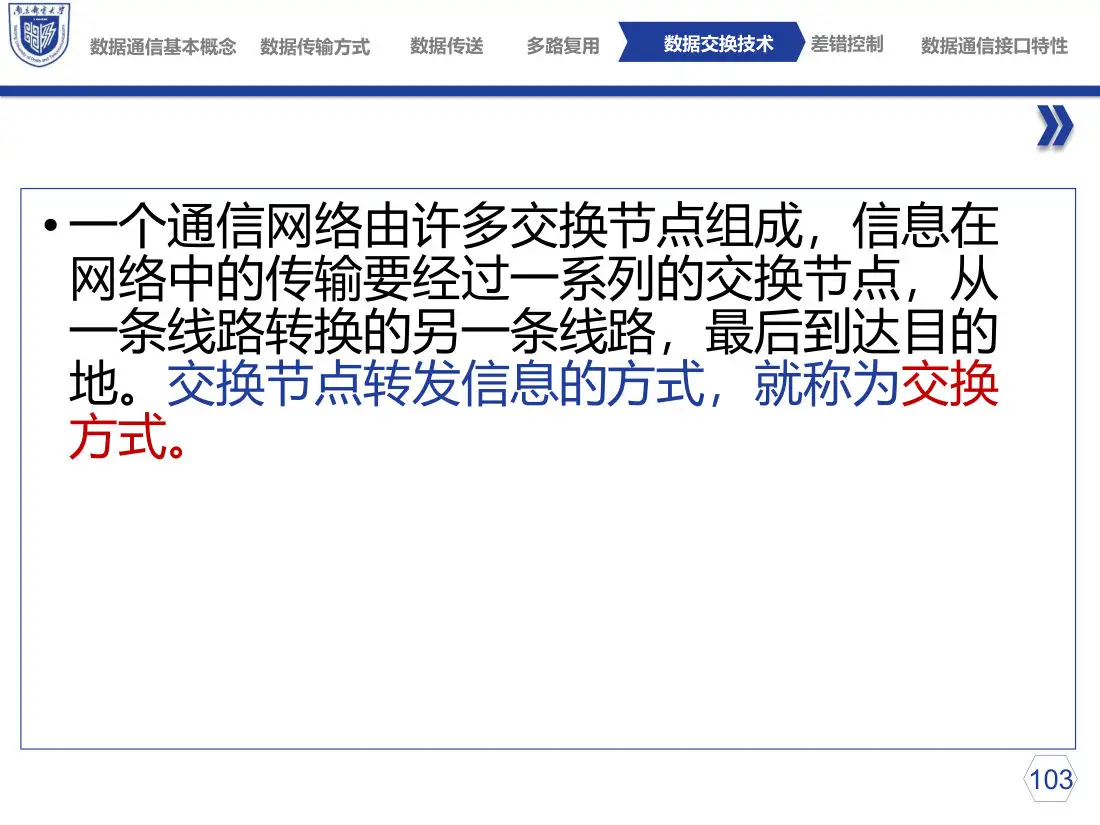 南京邮电大学
数据通信基本概念 数据传输方式 数据传送 多路复用 数据交换技术 差错控制 数据通信接口特性
•一个通信网络由许多交换节点组成，信息在
网络中的传输要经过一系列的交换节点，从
一条线路转换的另一条线路，最后到达目的
地。交换节点转发信息的方式，就称为交换
方式。
103